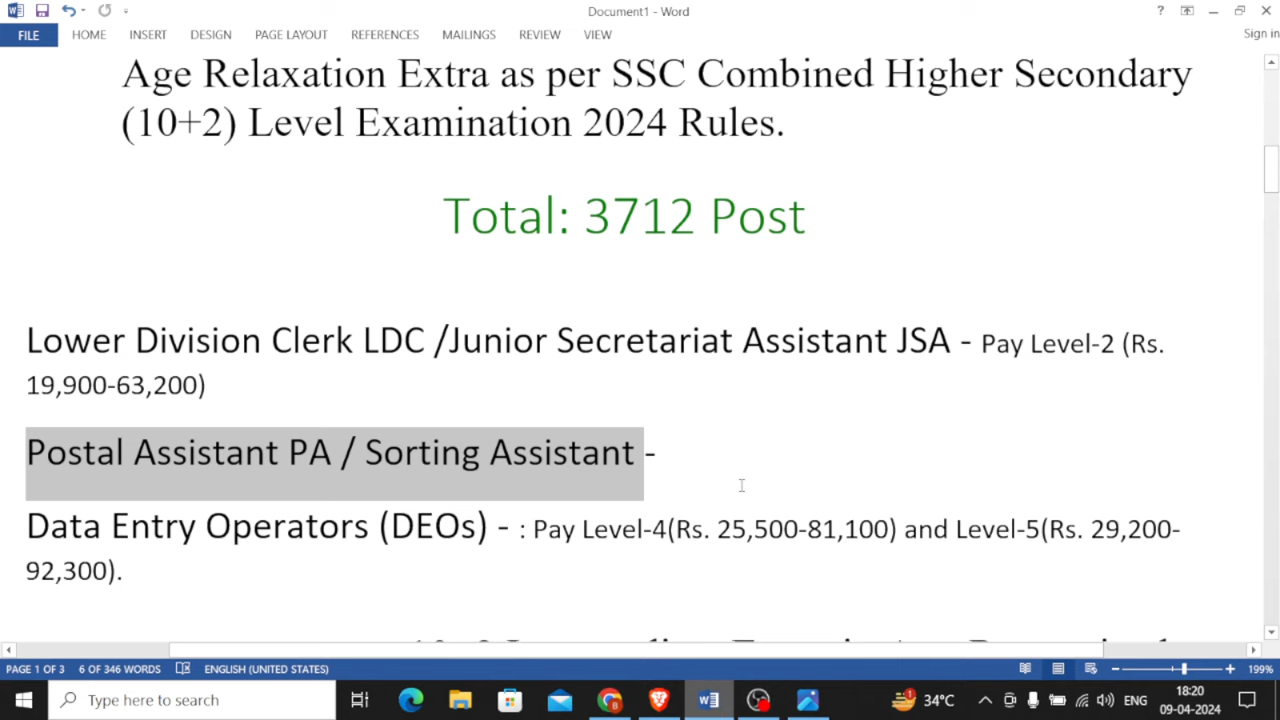 Document1 - Word
?
FILE HOME INSERT DESIGN PAGE LAYOUT REFERENCES MAILINGS REVIEW VIEW
Sign in
Age Relaxation Extra as per SSC Combined Higher Secondary
(10+2) Level Examination 2024 Rules.
Total: 3712 Post
Lower Division Clerk LDC /Junior Secretariat Assistant JSA - Pay Level-2 (Rs.
19,900-63,200)
Postal Assistant PA / Sorting Assistant -
Data Entry Operators (DEOs) - : Pay Level-4(Rs. 25,500-81,100) and Level-5(Rs. 29,200-
92,300).
PAGE 1 OF 3 6 OF 346 WORDS ENGLISH (UNITED STATES) 199%
Type here to search
34°C ENG
18:20
09-04-2024